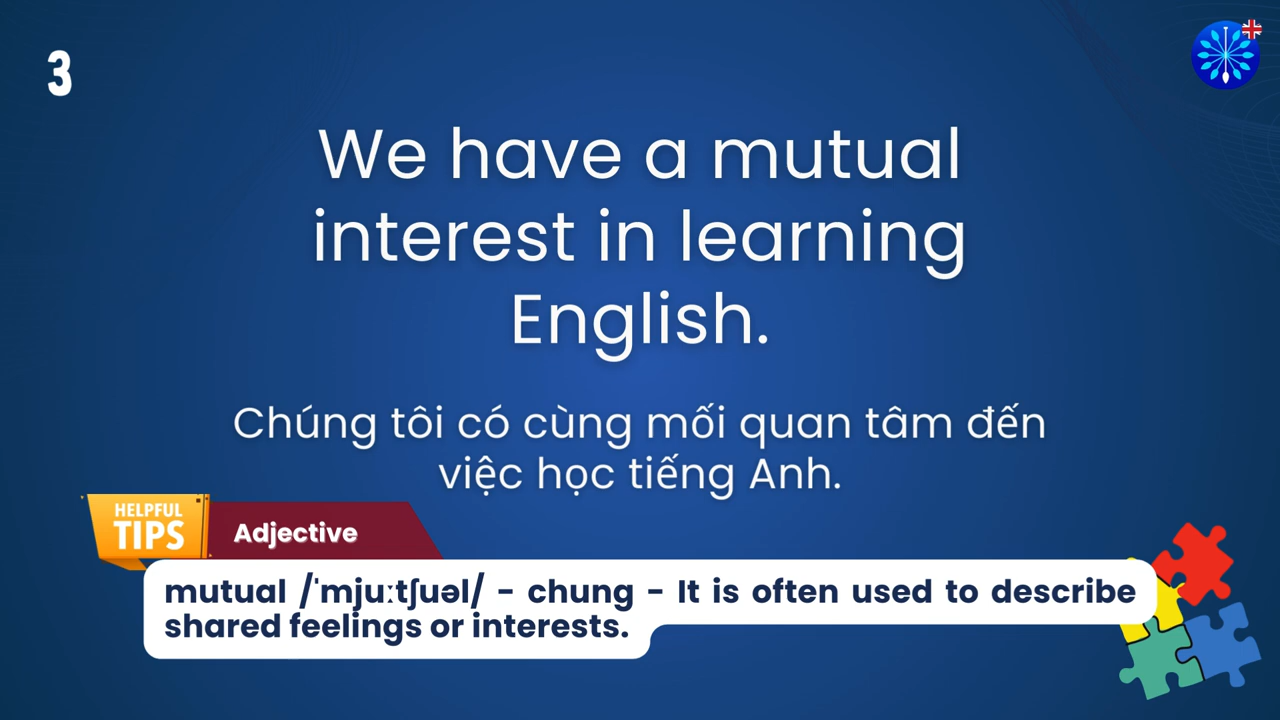 3
We have a mutual
interest in learning
English.
Chúng tôi có cùng mối quan tâm đến
việc học tiếng Anh.
HELPFUL
TIPS
Adjective
mutual /ˈmjuːtʃuəl/ - chung - It is often used to describe
shared feelings or interests.